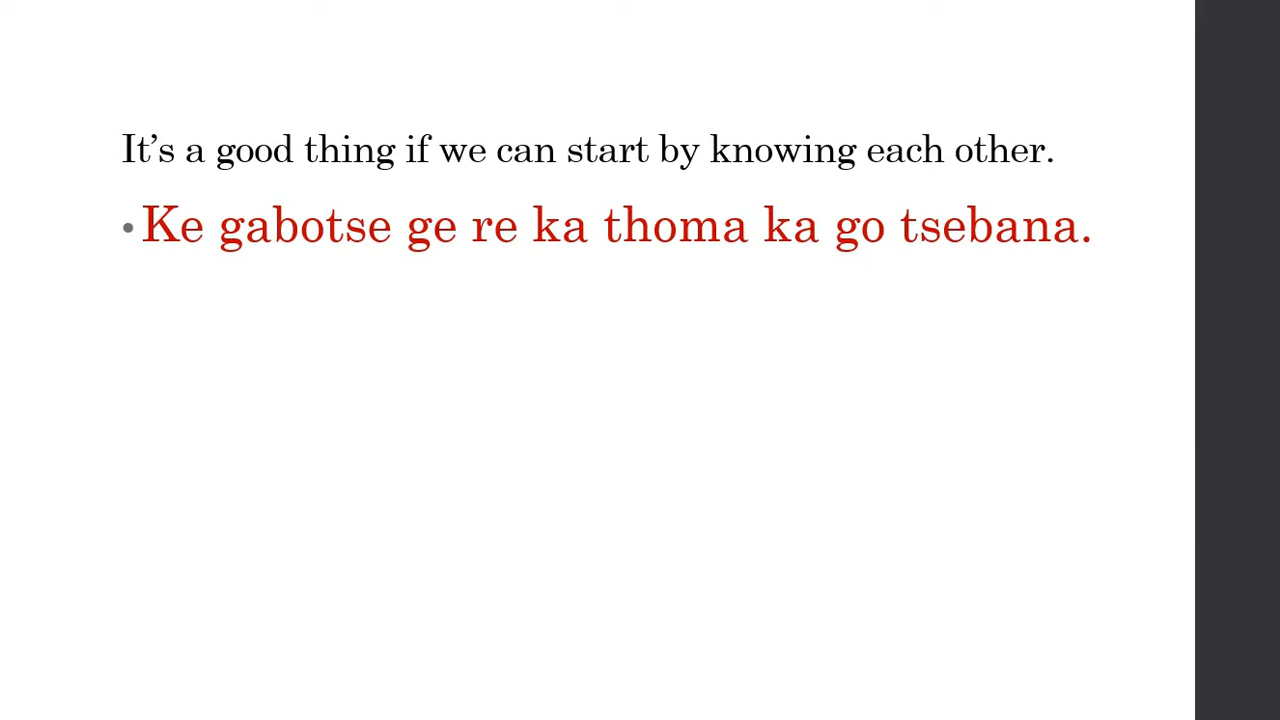 It’s a good thing if we can start by knowing each other.
• Ke gabotse ge re ka thoma ka go tsebana.